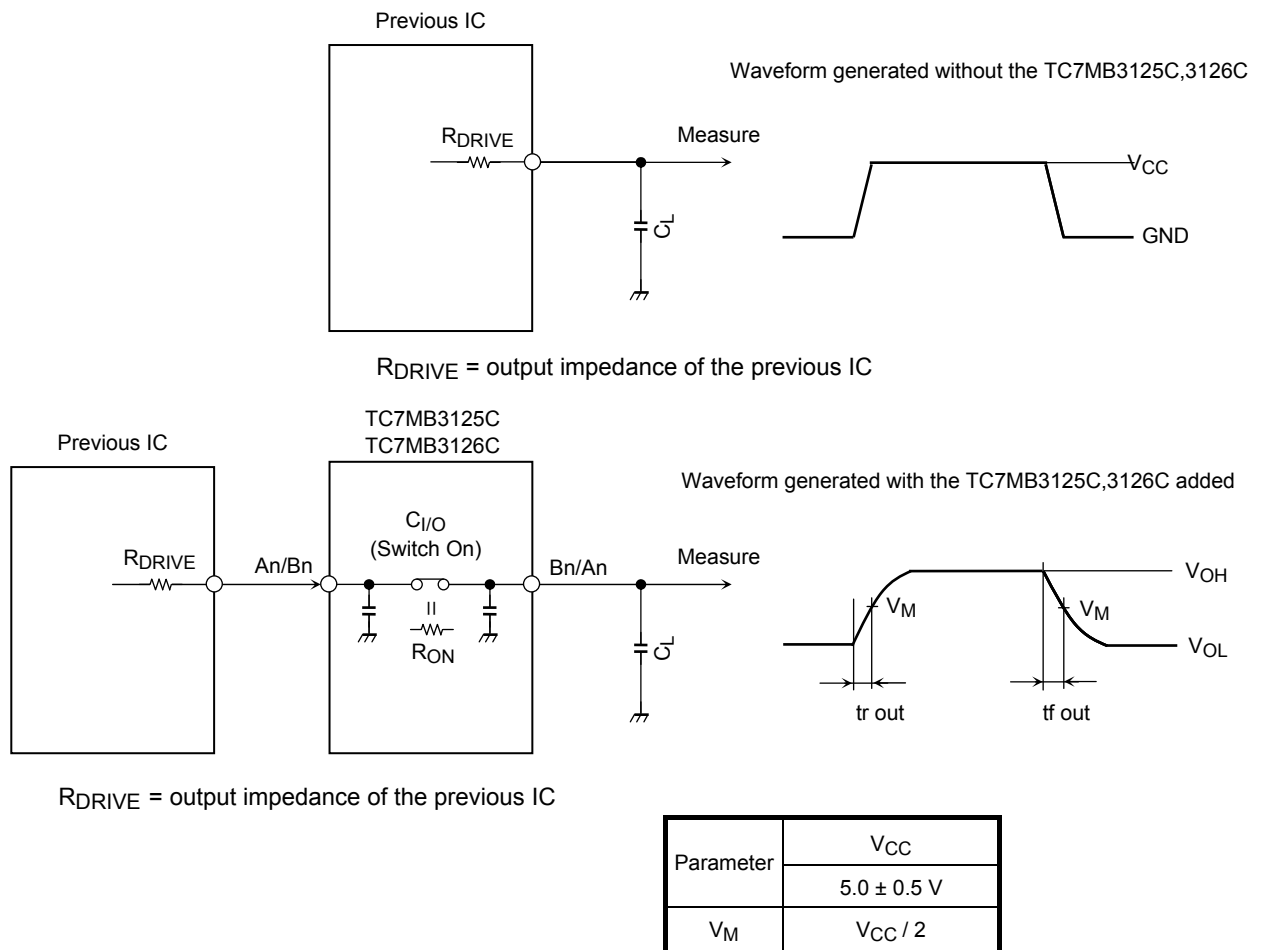 Previous IC
Waveform generated without the TC7MB3125C,3126C
RDRIVE
Measure
CL
VCC
GND
RDRIVE = output impedance of the previous IC
TC7MB3125C
TC7MB3126C
Previous IC
Waveform generated with the TC7MB3125C,3126C added
CI/O
(Switch On)
RDRIVE
An/Bn
Bn/An
Measure
RON
CL
VOH
VM
VM
VOL
tr out
tf out
RDRIVE = output impedance of the previous IC
Parameter
VCC
5.0 ± 0.5 V
VM
VCC / 2